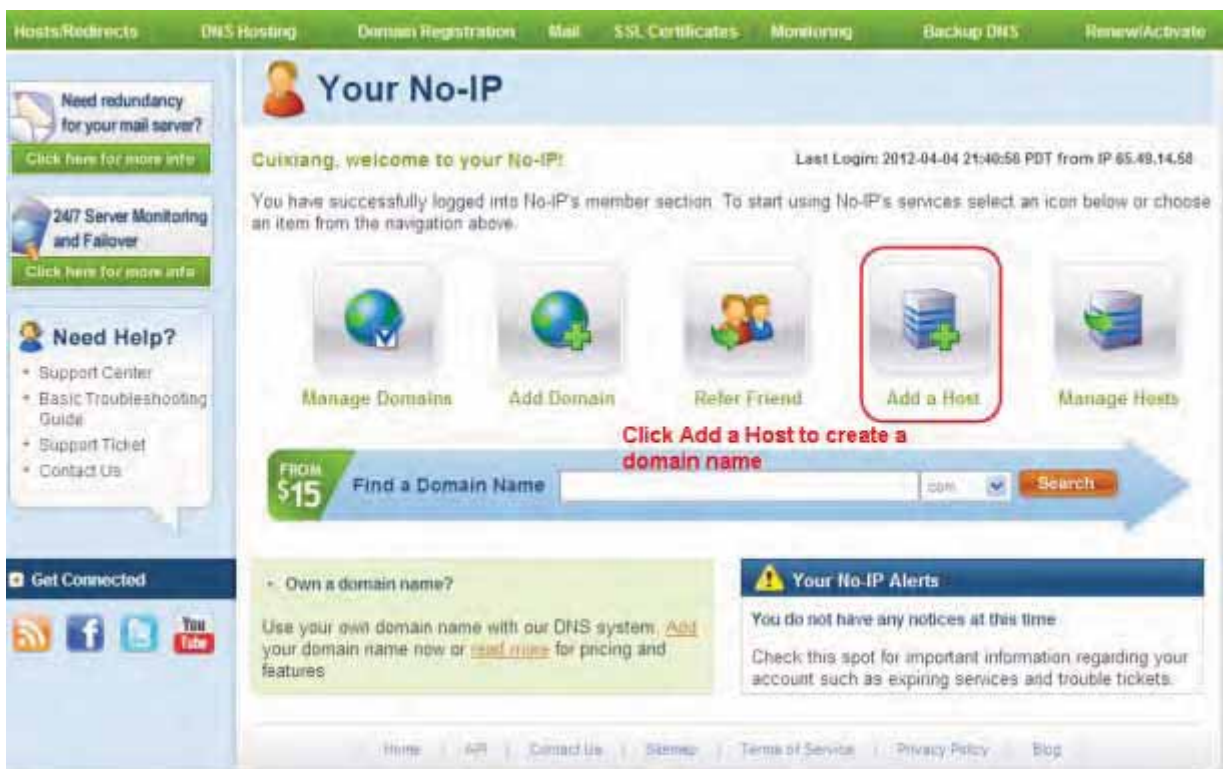 Hosts/Redirects DNS Hosting Domain Registration Mail SSL Certificates Monitoring Backup DNS Renew/Activate
Need redundancy
for your mail server?
Click here for more info
24/7 Server Monitoring
and Failover
Click here for more info
Need Help?
• Support Center
• Basic Troubleshooting
Guide
• Support Ticket
• Contact Us
Get Connected
You
Tube
Your No-IP
Cuixiang, welcome to your No-IP!
Last Login: 2012-04-04 21:40:56 PDT from IP 65.49.14.58
You have successfully logged into No-IP's member section. To start using No-IP's services select an icon below or choose
an item from the navigation above.
Manage Domains Add Domain Refer Friend Add a Host Manage Hosts
Click Add a Host to create a
domain name
FROM
$15
Find a Domain Name
.com
Search
• Own a domain name?
Use your own domain name with our DNS system. Add
your domain name now or read more for pricing and
features
Your No-IP Alerts
You do not have any notices at this time
Check this spot for important information regarding your
account such as expiring services and trouble tickets.
Home | API | Contact Us | Sitemap | Terms of Service | Privacy Policy | Blog